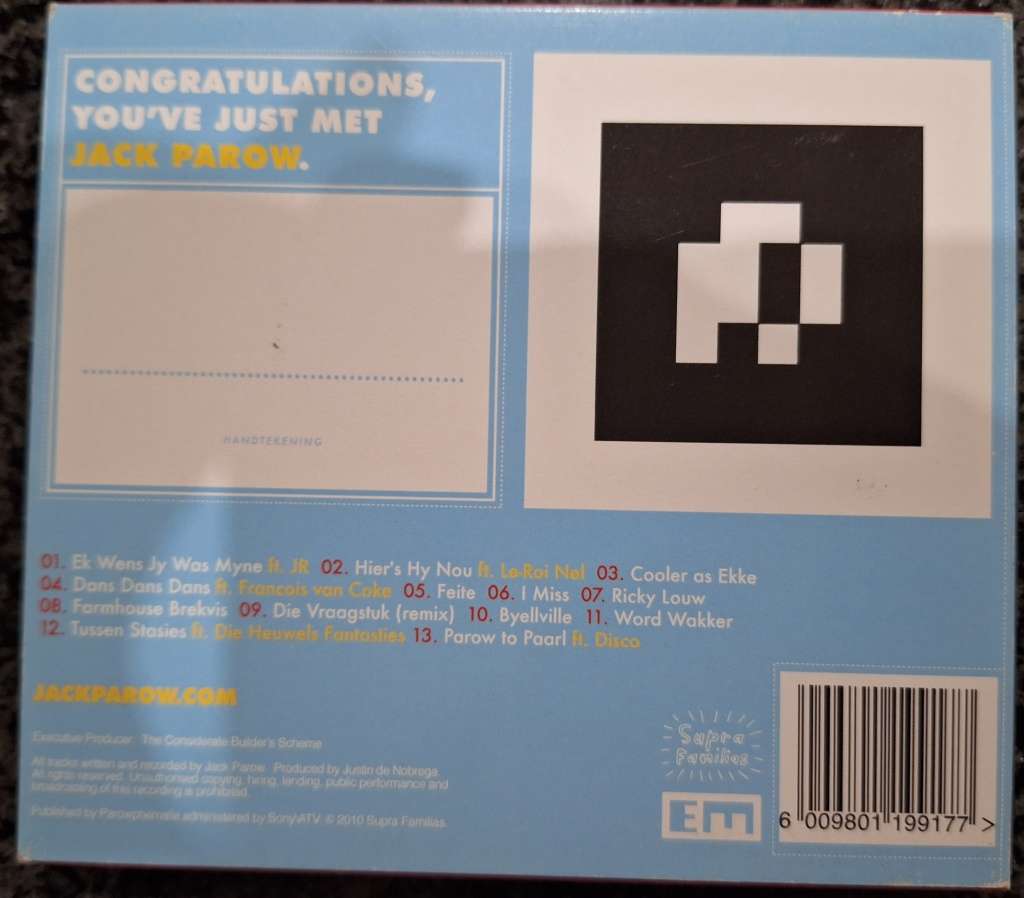 CONGRATULATIONS,
YOU'VE JUST MET
JACK PAROW.
HANDTEKENING
01. Ek Wens Jy Was Myne ft. JR 02. Hier's Hy Nou ft. Le-Roi Nel 03. Cooler as Ekke
04. Dans Dans Dans ft. Francois van Coke 05. Feite 06. I Miss 07. Ricky Louw
08. Farmhouse Brekvis 09. Die Vraagstuk (remix) 10. Byellville 11. Word Wakker
12. Tussen Stasies ft. Die Heuwels Fantasties 13. Parow to Paarl ft. Disco
JACKPAROW.COM
Executive Producer: The Considerate Builder's Scheme
All tracks written and recorded by Jack Parow. Produced by Justin de Nobrega.
All rights reserved. Unauthorised copying, hiring, lending, public performance and
broadcasting of this recording is prohibited.
Published by Parowphernalia administered by Sony\ATV © 2010 Supra Familias.
Supra
Familias
EM
6 009801 199177 >